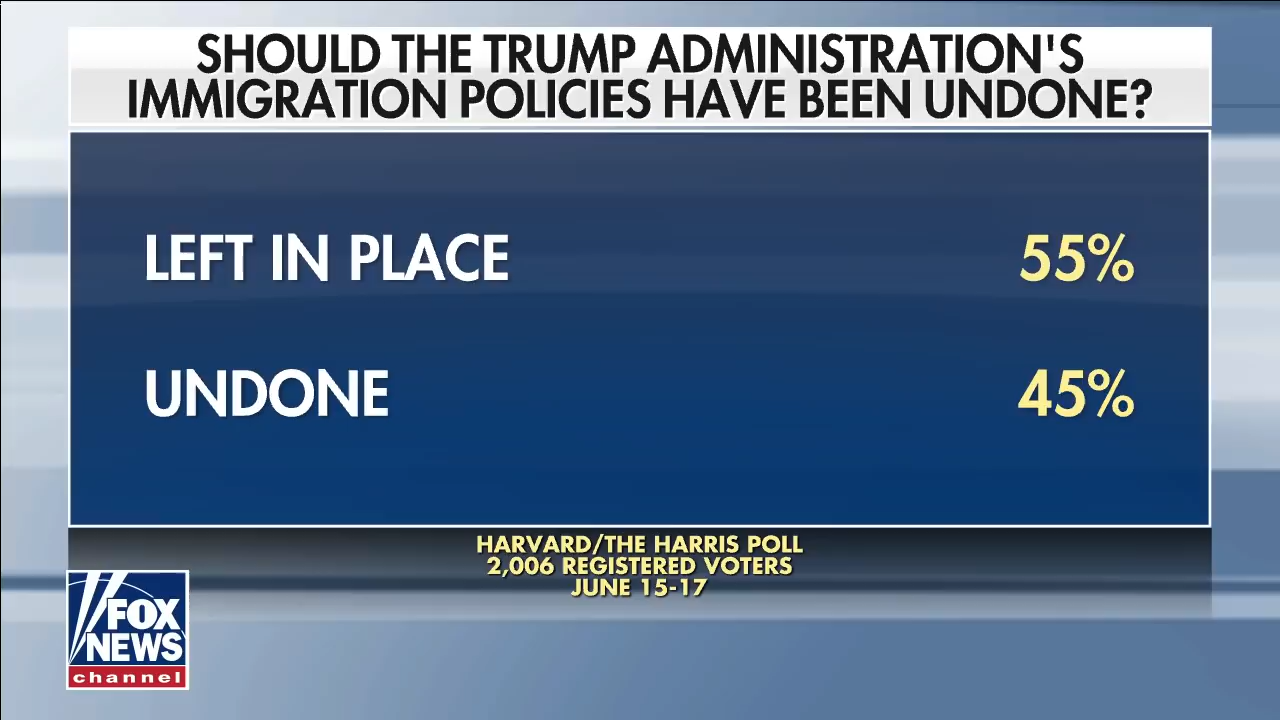 SHOULD THE TRUMP ADMINISTRATION'S
IMMIGRATION POLICIES HAVE BEEN UNDONE?
LEFT IN PLACE 55%
UNDONE 45%
HARVARD/THE HARRIS POLL
2,006 REGISTERED VOTERS
JUNE 15-17
FOX
NEWS
channel